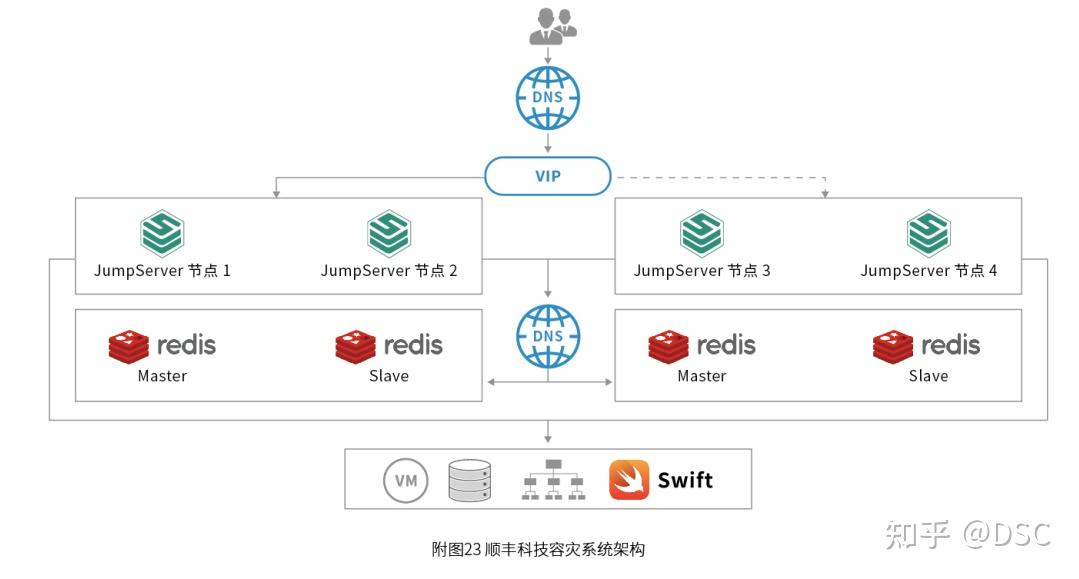 DNS
VIP
JumpServer 节点 1
JumpServer 节点 2
JumpServer 节点 3
JumpServer 节点 4
redis
Master
redis
Slave
DNS
redis
Master
redis
Slave
VM
Swift
附图23 顺丰科技容灾系统架构
知乎 @DSC